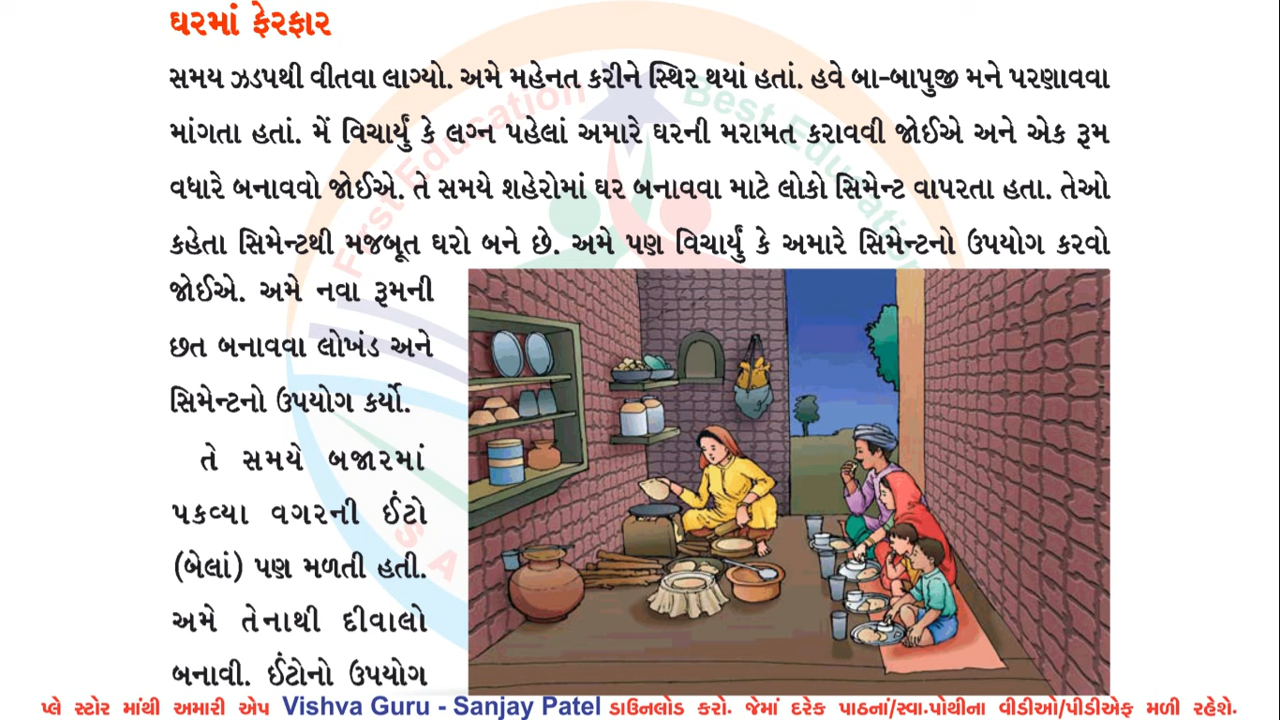 ઘરમાં ફેરફાર
સમય ઝડપથી વીતવા લાગ્યો. અમે મહેનત કરીને સ્થિર થયાં હતાં. હવે બા-બાપુજી મને પરણાવવા
માંગતા હતાં. મેં વિચાર્યું કે લગ્ન પહેલાં અમારે ઘરની મરામત કરાવવી જોઈએ અને એક રૂમ
વધારે બનાવવો જોઈએ. તે સમયે શહેરોમાં ઘર બનાવવા માટે લોકો સિમેન્ટ વાપરતા હતા. તેઓ
કહેતા સિમેન્ટથી મજબૂત ઘરો બને છે. અમે પણ વિચાર્યું કે અમારે સિમેન્ટનો ઉપયોગ કરવો
જોઈએ. અમે નવા રૂમની
છત બનાવવા લોખંડ અને
સિમેન્ટનો ઉપયોગ કર્યો.
તે સમયે બજારમાં
પકવ્યા વગરની ઈંટો
(બેલાં) પણ મળતી હતી.
અમે તેનાથી દીવાલો
બનાવી. ઈંટોનો ઉપયોગ
First Education Best Education
પ્લે સ્ટોર માંથી અમારી એપ Vishva Guru - Sanjay Patel ડાઉનલોડ કરો. જેમાં દરેક પાઠનાં/સ્વા.પોથીના વીડીઓ/પીડીએફ મળી રહેશે.